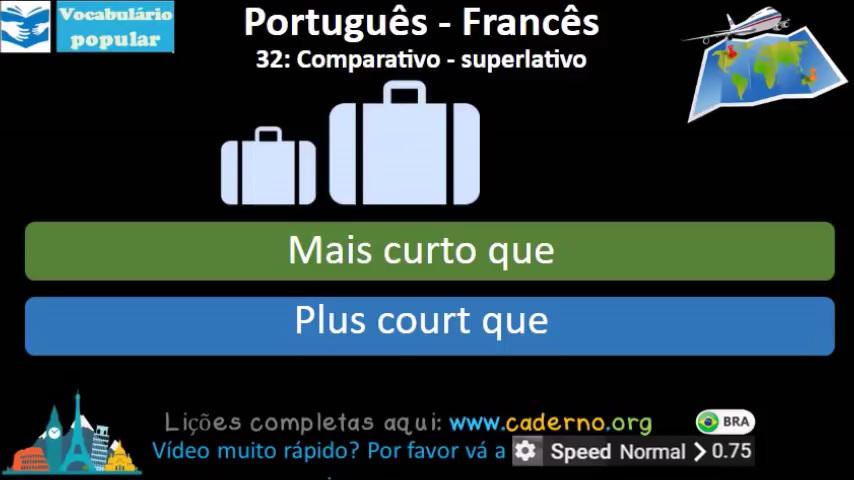 Vocabulário
popular
Português - Francês
32: Comparativo - superlativo
Mais curto que
Plus court que
Lições completas aqui: www.caderno.org
BRA
Vídeo muito rápido? Por favor vá a Speed Normal > 0.75